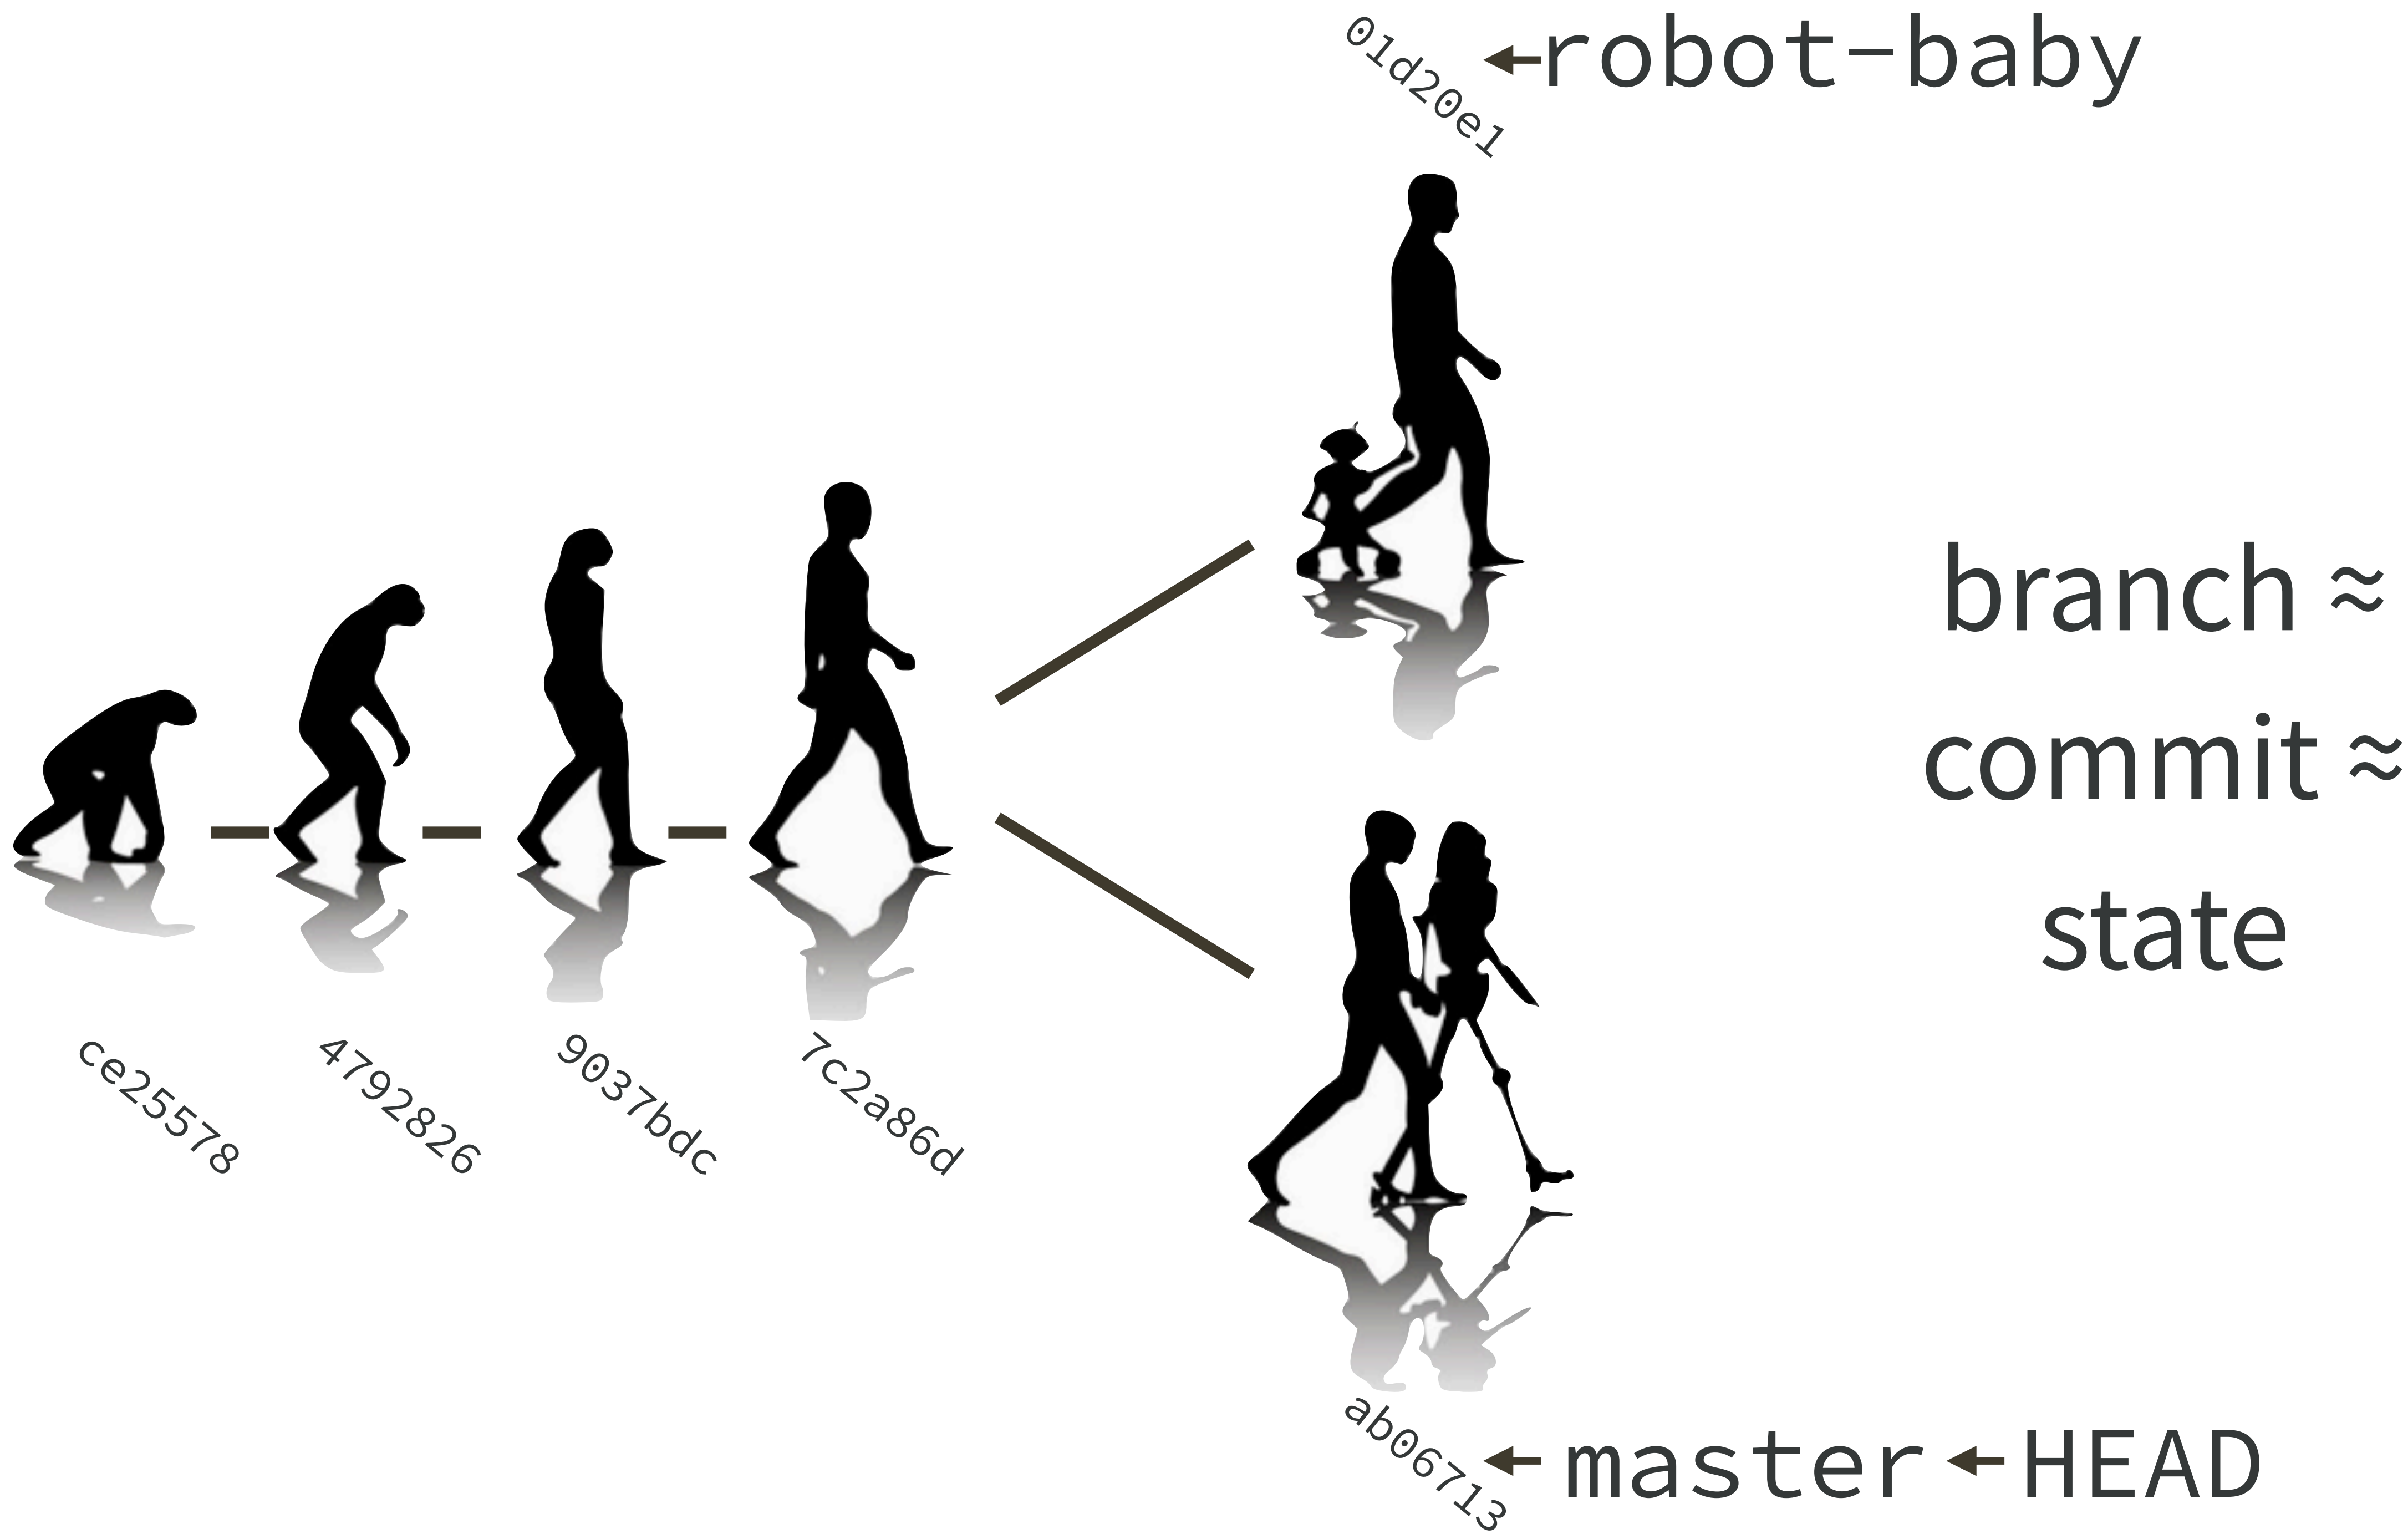 01d20e1
robot-baby
branch ≈
commit ≈
state
ce25578
4792826
9037bdc
7c2a86d
ab06713
master
HEAD